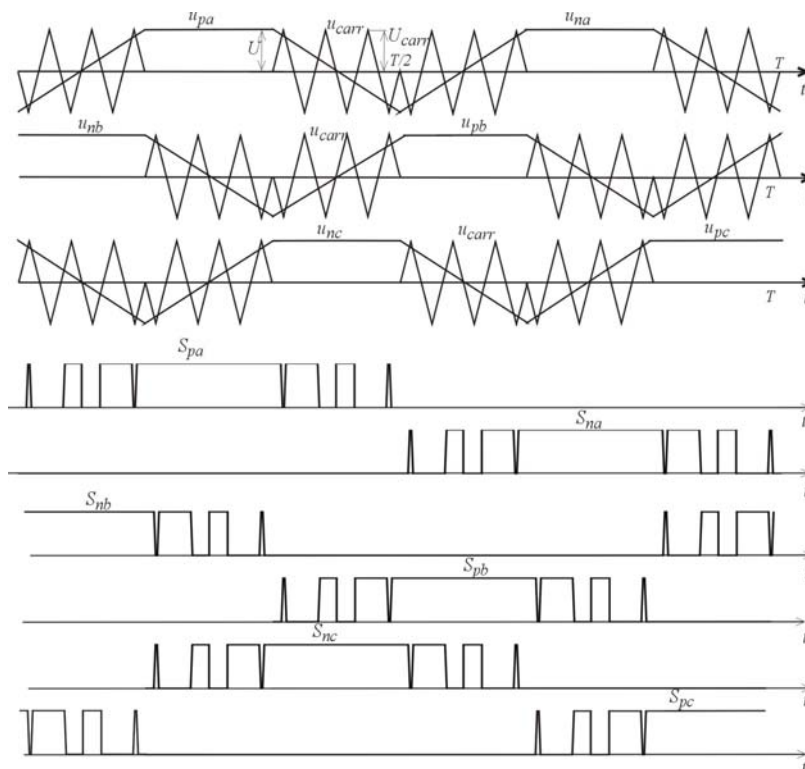 u_pa u_carr U_carr u_na
U
T/2 T
t
u_nb u_carr u_pb
T
u_nc u_carr u_pc
T
t
S_pa
t
S_na
t
S_nb
S_pb
t
S_nc
t
S_pc
t